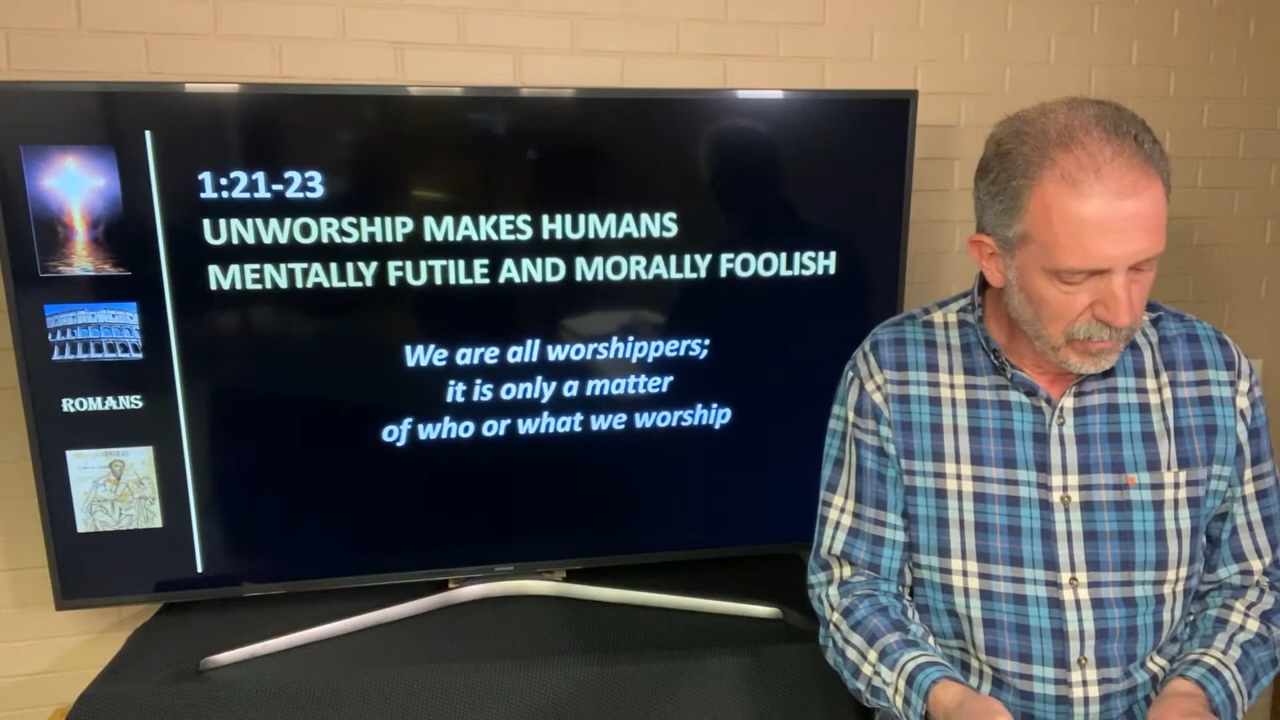 1:21-23
UNWORSHIP MAKES HUMANS
MENTALLY FUTILE AND MORALLY FOOLISH
We are all worshippers;
it is only a matter
of who or what we worship
ROMANS